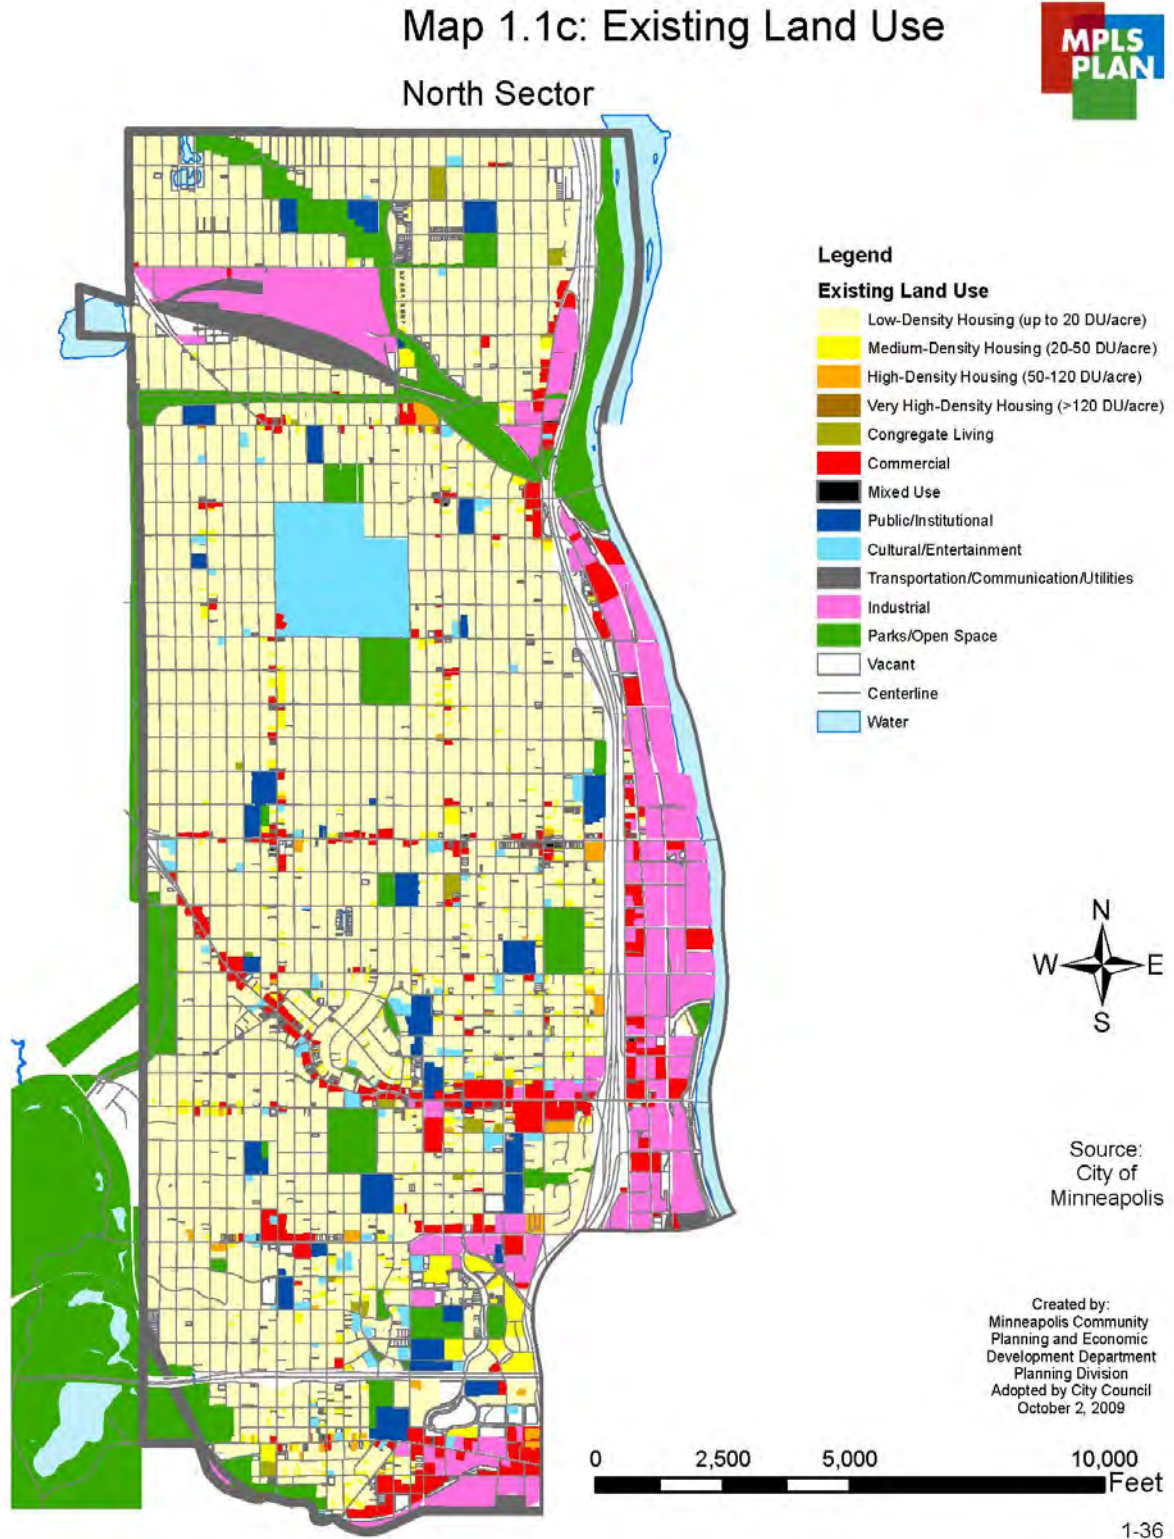 Map 1.1c: Existing Land Use
MPLS
PLAN
North Sector
Legend
Existing Land Use
Low-Density Housing (up to 20 DU/acre)
Medium-Density Housing (20-50 DU/acre)
High-Density Housing (50-120 DU/acre)
Very High-Density Housing (>120 DU/acre)
Congregate Living
Commercial
Mixed Use
Public/Institutional
Cultural/Entertainment
Transportation/Communication/Utilities
Industrial
Parks/Open Space
Vacant
Centerline
Water
N
W E
S
Source:
City of
Minneapolis
Created by:
Minneapolis Community
Planning and Economic
Development Department
Planning Division
Adopted by City Council
October 2, 2009
0 2,500 5,000 10,000
Feet
1-36